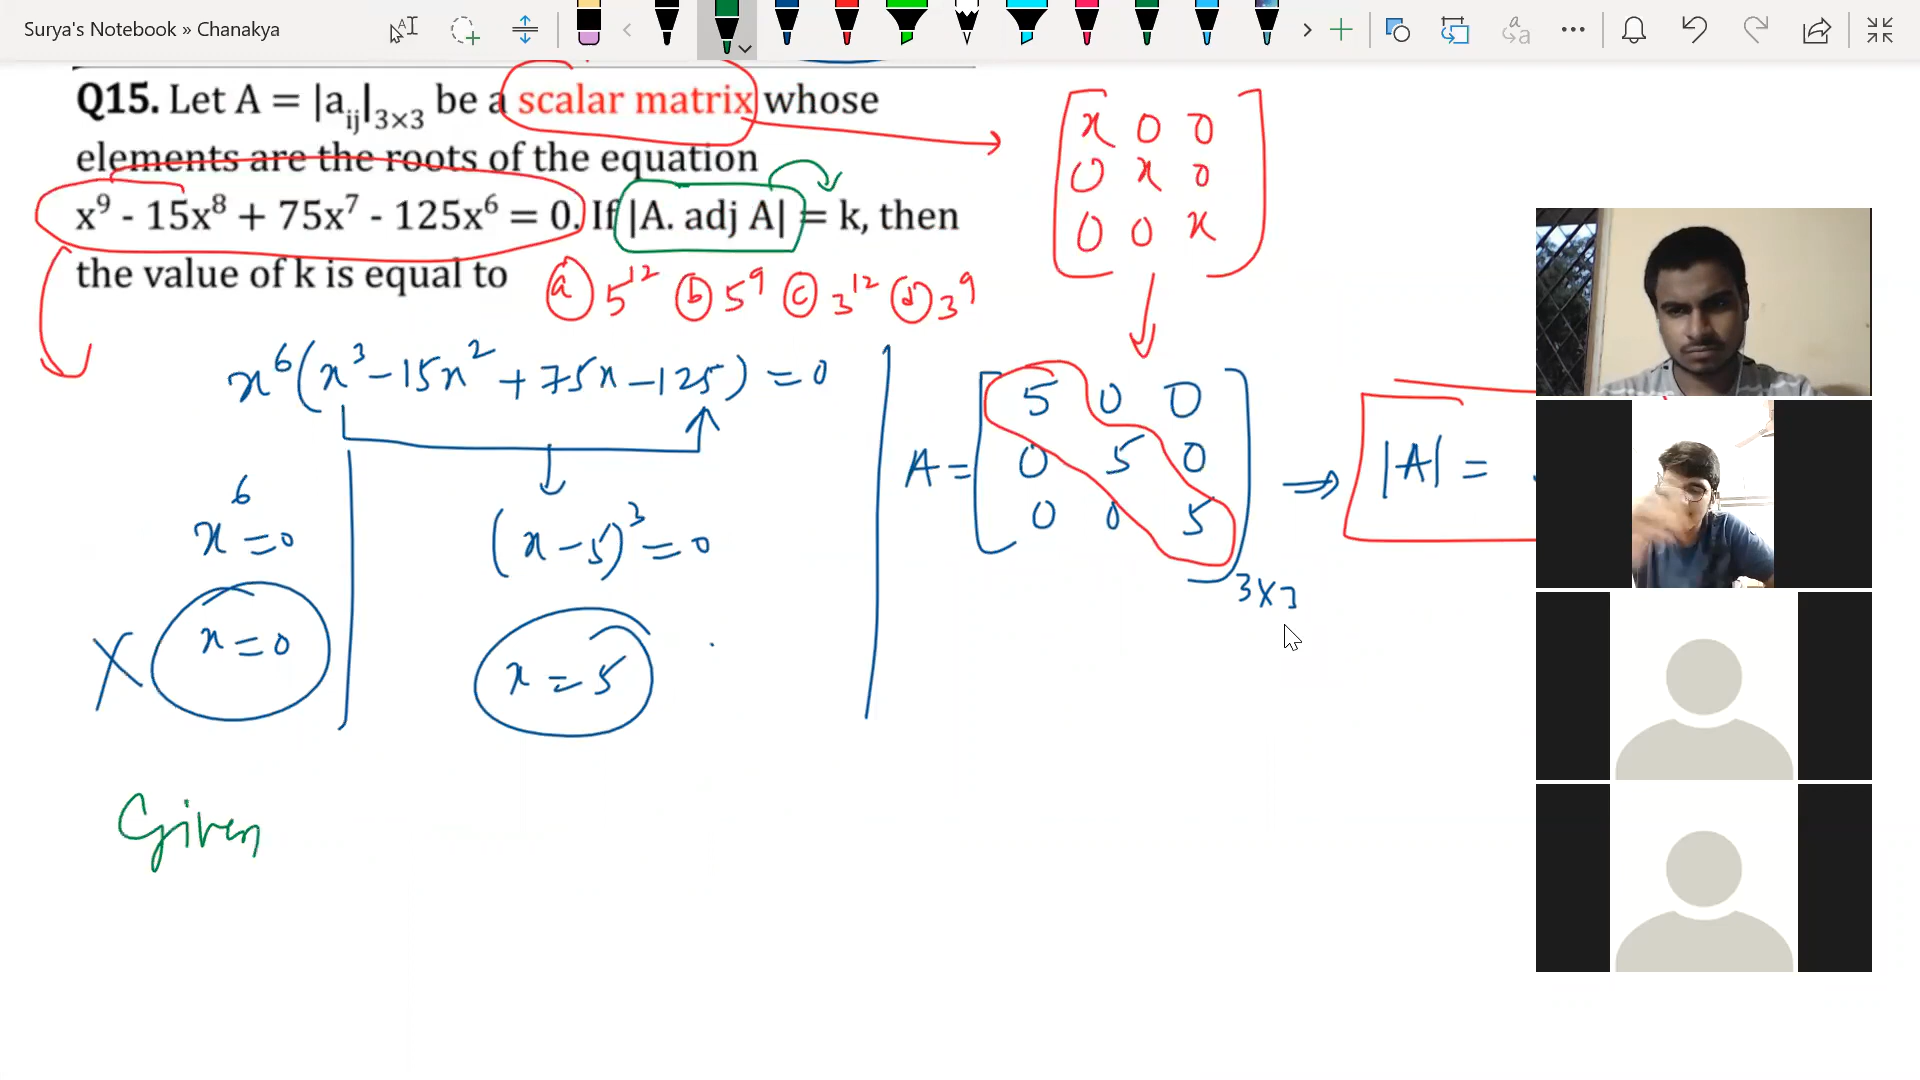 Surya's Notebook » Chanakya
Q15. Let A = |aij|3×3 be a scalar matrix whose
elements are the roots of the equation
x⁹ - 15x⁸ + 75x⁷ - 125x⁶ = 0. If |A. adj A| = k, then
the value of k is equal to
ⓐ 5¹² ⓑ 5⁹ ⓒ 3¹² ⓓ 3⁹
x 0 0
0 x 0
0 0 x
x⁶(x³ - 15x² + 75x - 125) = 0
x⁶ = 0
x = 0
X
(x - 5)³ = 0
x = 5
A = [5 0 0
0 5 0
0 0 5] 3×3
⇒ |A| =
Given